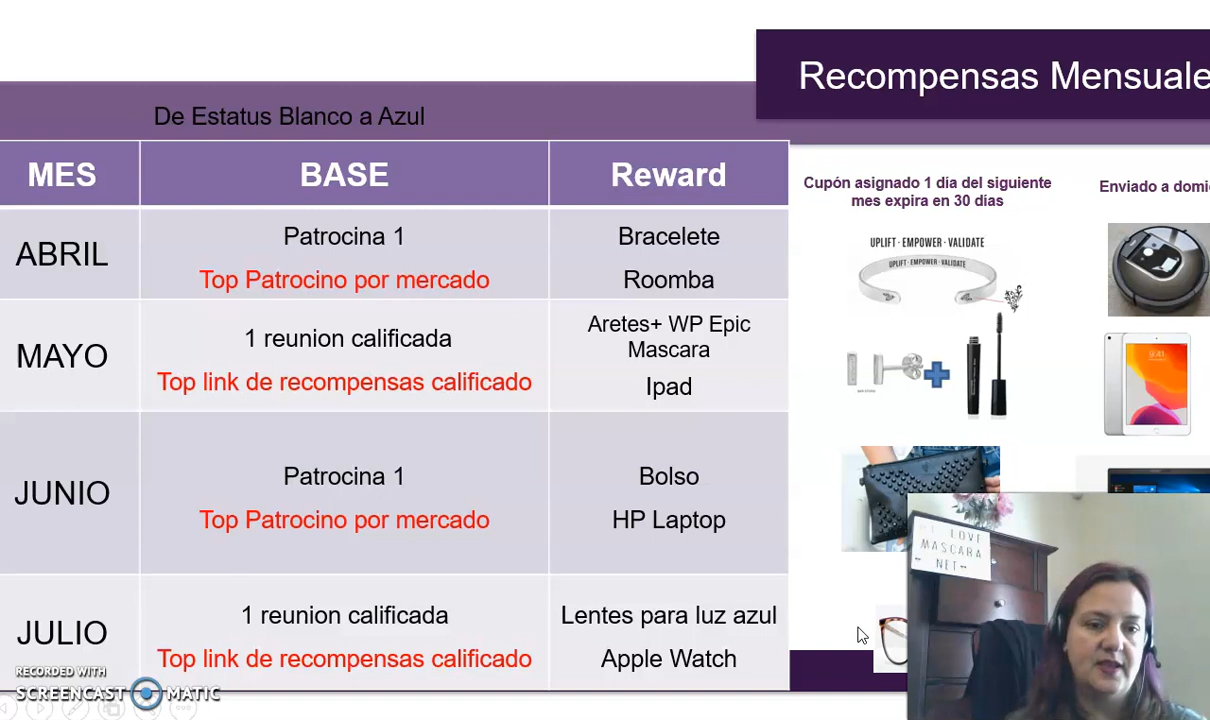 Recompensas Mensuale
De Estatus Blanco a Azul
MES BASE Reward
ABRIL
Patrocina 1
Top Patrocino por mercado
Bracelete
Roomba
MAYO
1 reunion calificada
Top link de recompensas calificado
Aretes+ WP Epic
Mascara
Ipad
JUNIO
Patrocina 1
Top Patrocino por mercado
Bolso
HP Laptop
JULIO
1 reunion calificada
Top link de recompensas calificado
Lentes para luz azul
Apple Watch
Cupón asignado 1 día del siguiente
mes expira en 30 días
Enviado a domi
UPLIFT · EMPOWER · VALIDATE
UPLIFT · EMPOWER · VALIDATE
LOVE
MASCARA
NET
RECORDED WITH
SCREENCAST MATIC